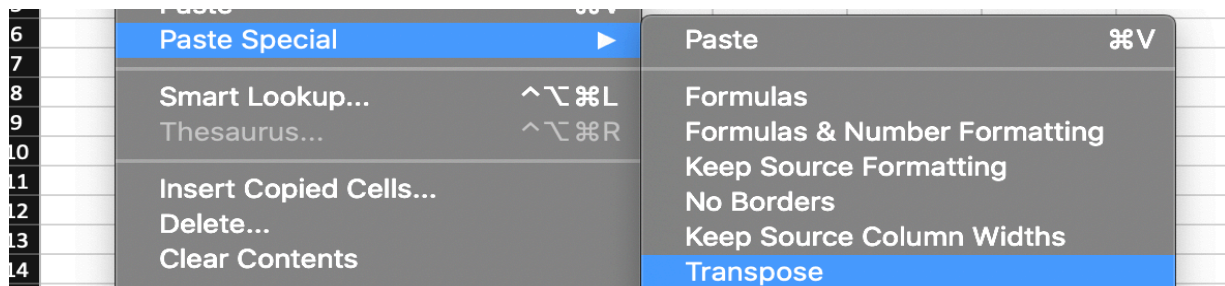 6
7
8
9
10
11
12
13
14
Paste Special ▶
Smart Lookup... ^⌥⌘L
Thesaurus... ^⌥⌘R
Insert Copied Cells...
Delete...
Clear Contents
Paste ⌘V
Formulas
Formulas & Number Formatting
Keep Source Formatting
No Borders
Keep Source Column Widths
Transpose